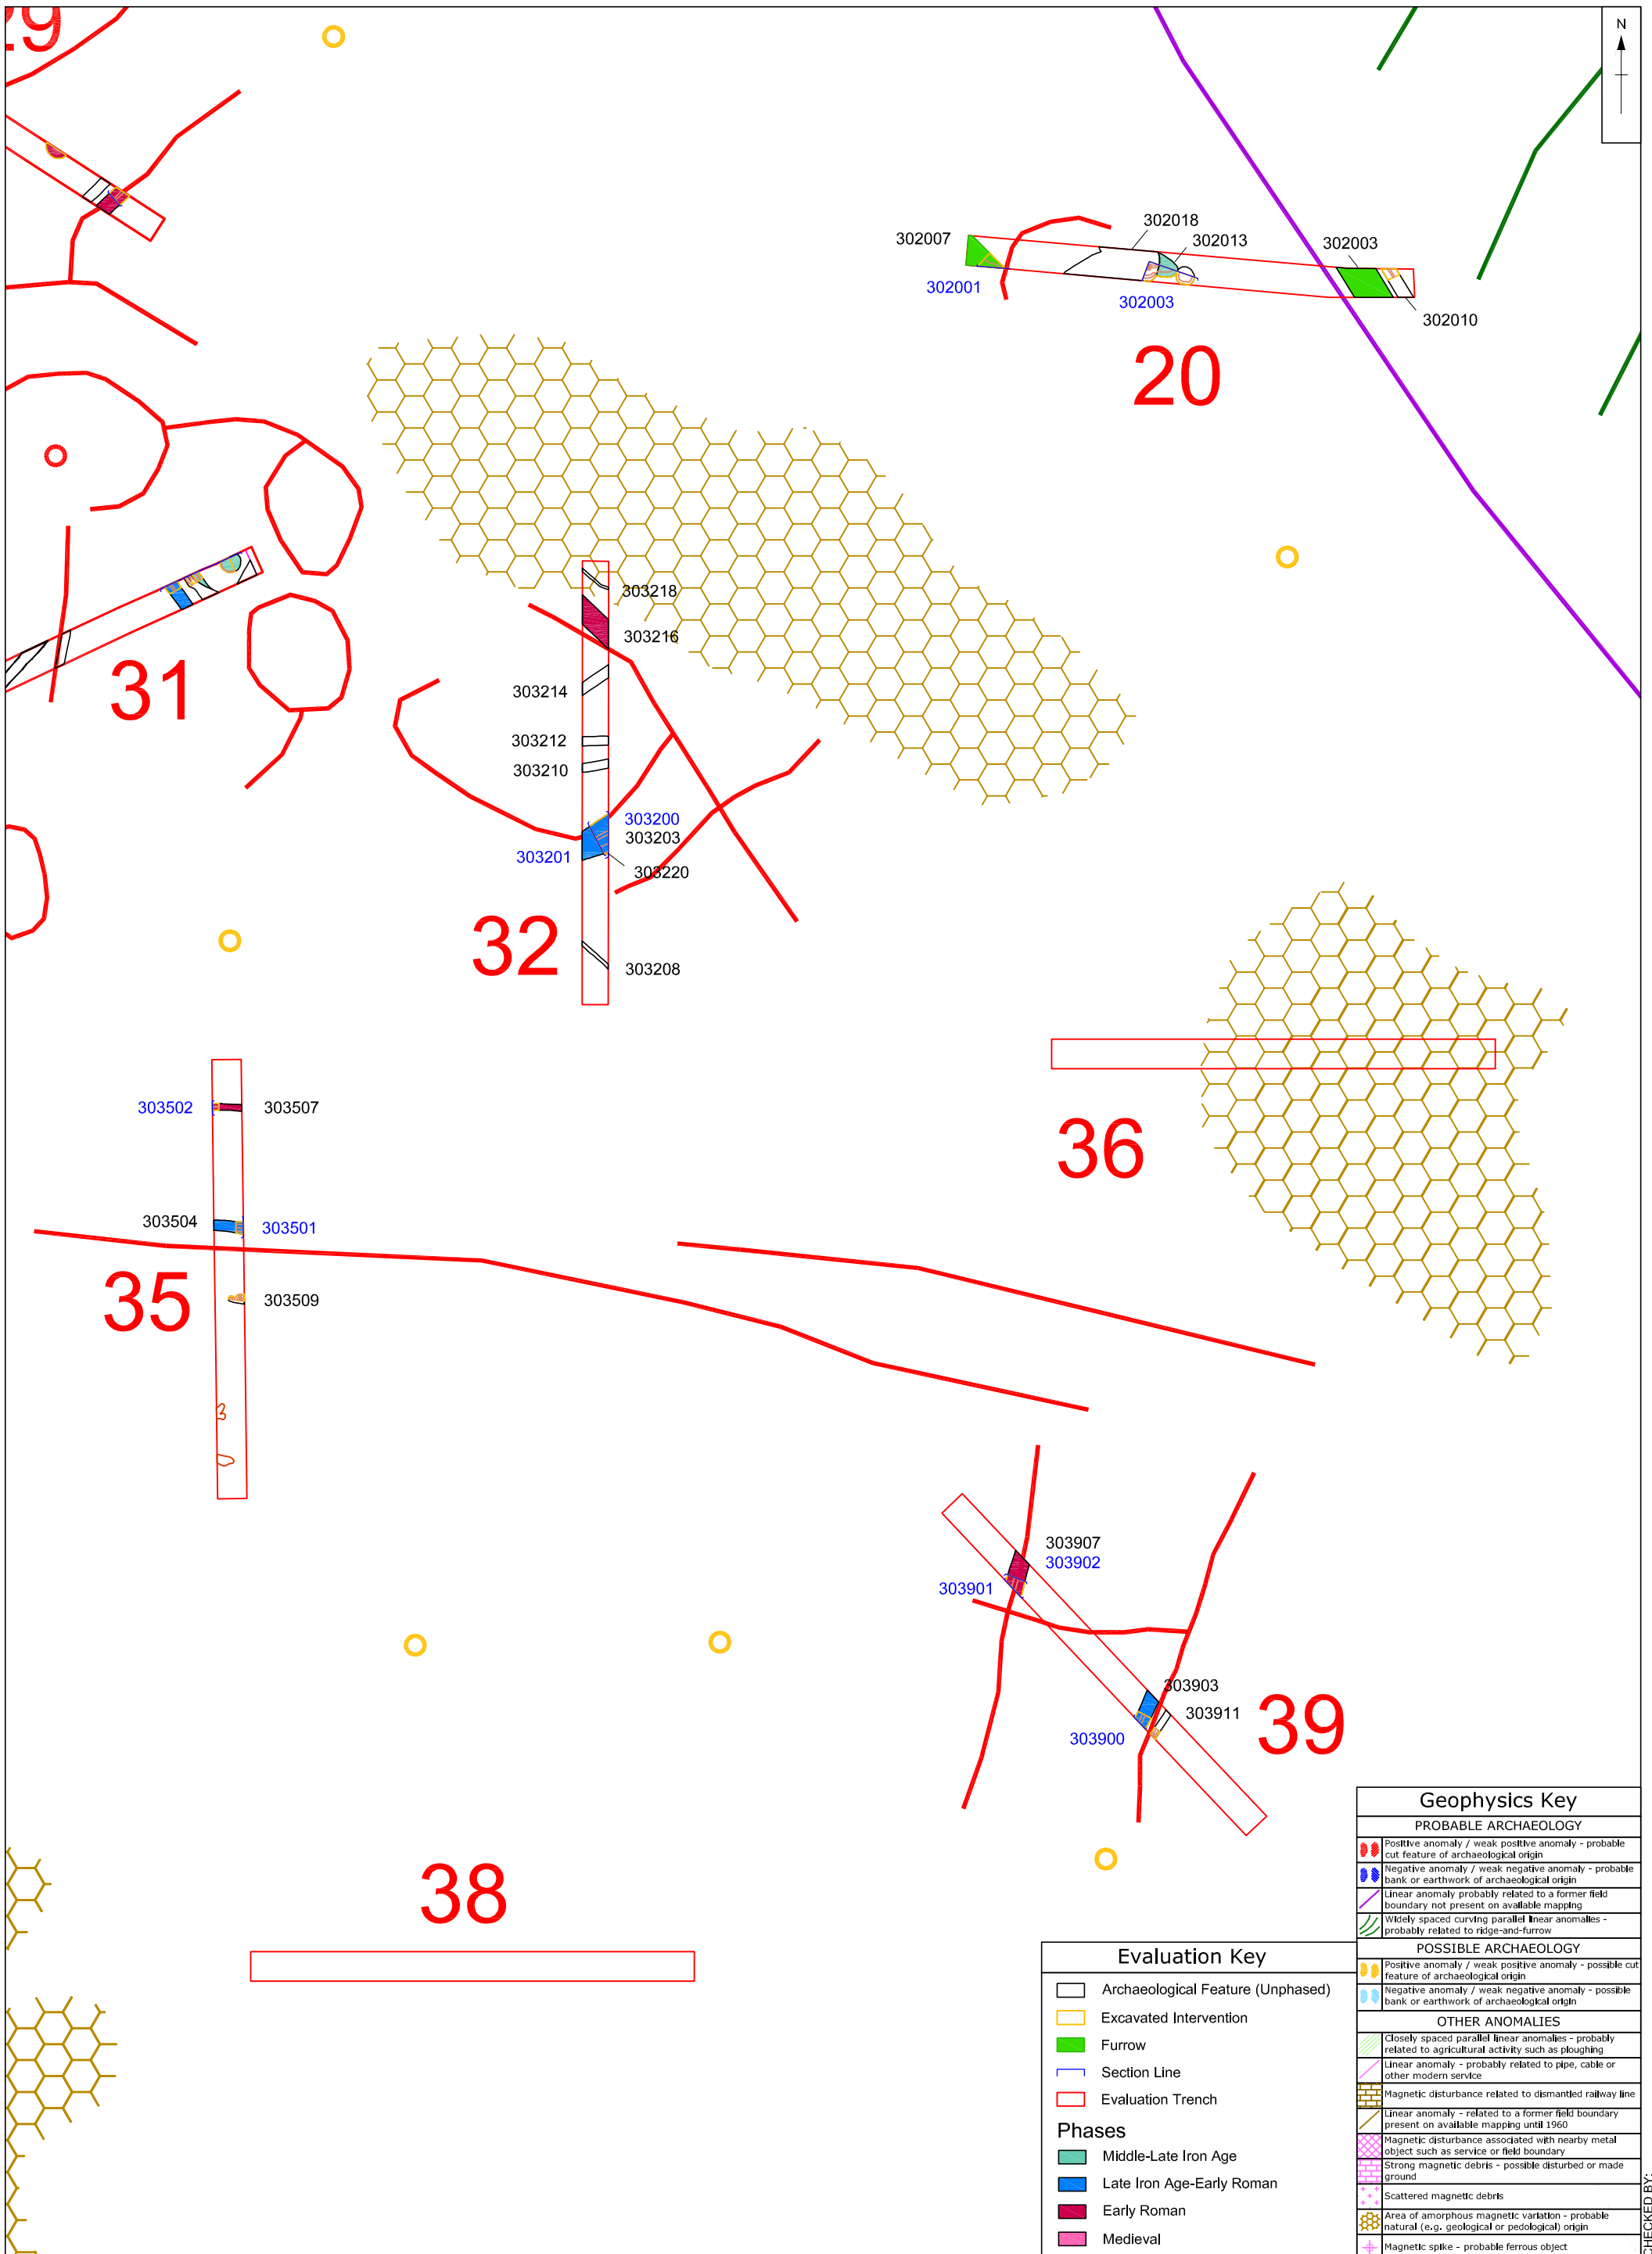 29
N
302018
302007
302013
302003
302001
302003
302010
20
303218
303216
31
303214
303212
303210
303200
303203
303201
303220
32
303208
303502
303507
36
303504
303501
35
303509
303907
303902
303901
303903
303911
39
303900
38
Evaluation Key
Archaeological Feature (Unphased)
Excavated Intervention
Furrow
Section Line
Evaluation Trench
Phases
Middle-Late Iron Age
Late Iron Age-Early Roman
Early Roman
Medieval
Geophysics Key
PROBABLE ARCHAEOLOGY
Positive anomaly / weak positive anomaly - probable
cut feature of archaeological origin
Negative anomaly / weak negative anomaly - probable
bank or earthwork of archaeological origin
Linear anomaly probably related to a former field
boundary not present on available mapping
Widely spaced curving parallel linear anomalies -
probably related to ridge-and-furrow
POSSIBLE ARCHAEOLOGY
Positive anomaly / weak positive anomaly - possible cut
feature of archaeological origin
Negative anomaly / weak negative anomaly - possible
bank or earthwork of archaeological origin
OTHER ANOMALIES
Closely spaced parallel linear anomalies - probably
related to agricultural activity such as ploughing
Linear anomaly - probably related to pipe, cable or
other modern service
Magnetic disturbance related to dismantled railway line
Linear anomaly - related to a former field boundary
present on available mapping until 1960
Magnetic disturbance associated with nearby metal
object such as service or field boundary
Strong magnetic debris - possible disturbed or made
ground
Scattered magnetic debris
Area of amorphous magnetic variation - probable
natural (e.g. geological or pedological) origin
Magnetic spike - probable ferrous object
CHECKED BY: